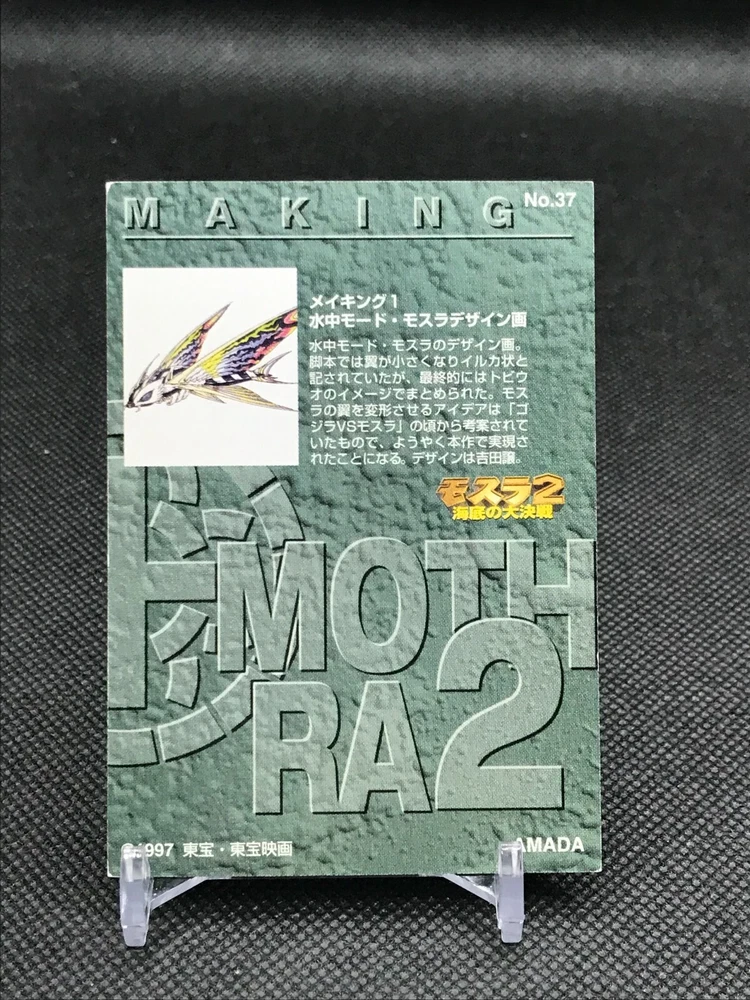 MAKING
No.37
メイキング1
水中モード・モスラデザイン画
水中モード・モスラのデザイン画。
脚本では翼が小さくなりイルカ状と
記されていたが、最終的にはトビウ
オのイメージでまとめられた。モス
ラの翼を変形させるアイデアは「ゴ
ジラVSモスラ」の頃から考案されて
いたもので、ようやく本作で実現さ
れたことになる。デザインは吉田譲。
モスラ2
海底の大決戦
MOTH
RA2
©1997 東宝・東宝映画
AMADA